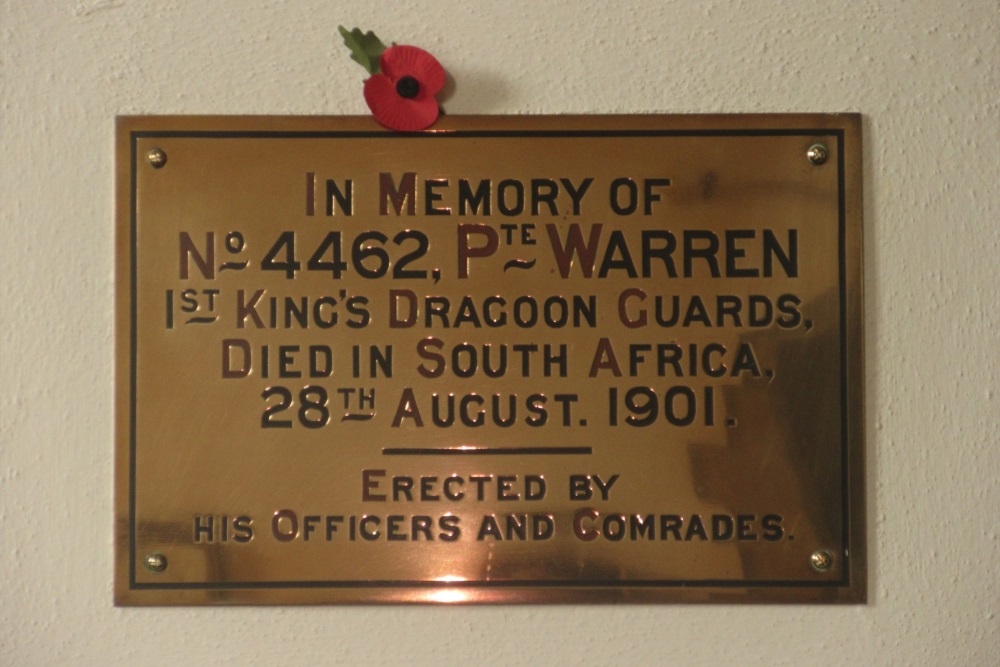 In Memory of
No 4462, Pte Warren
1st King's Dragoon Guards,
Died in South Africa,
28th August. 1901.
Erected by
his Officers and Comrades.